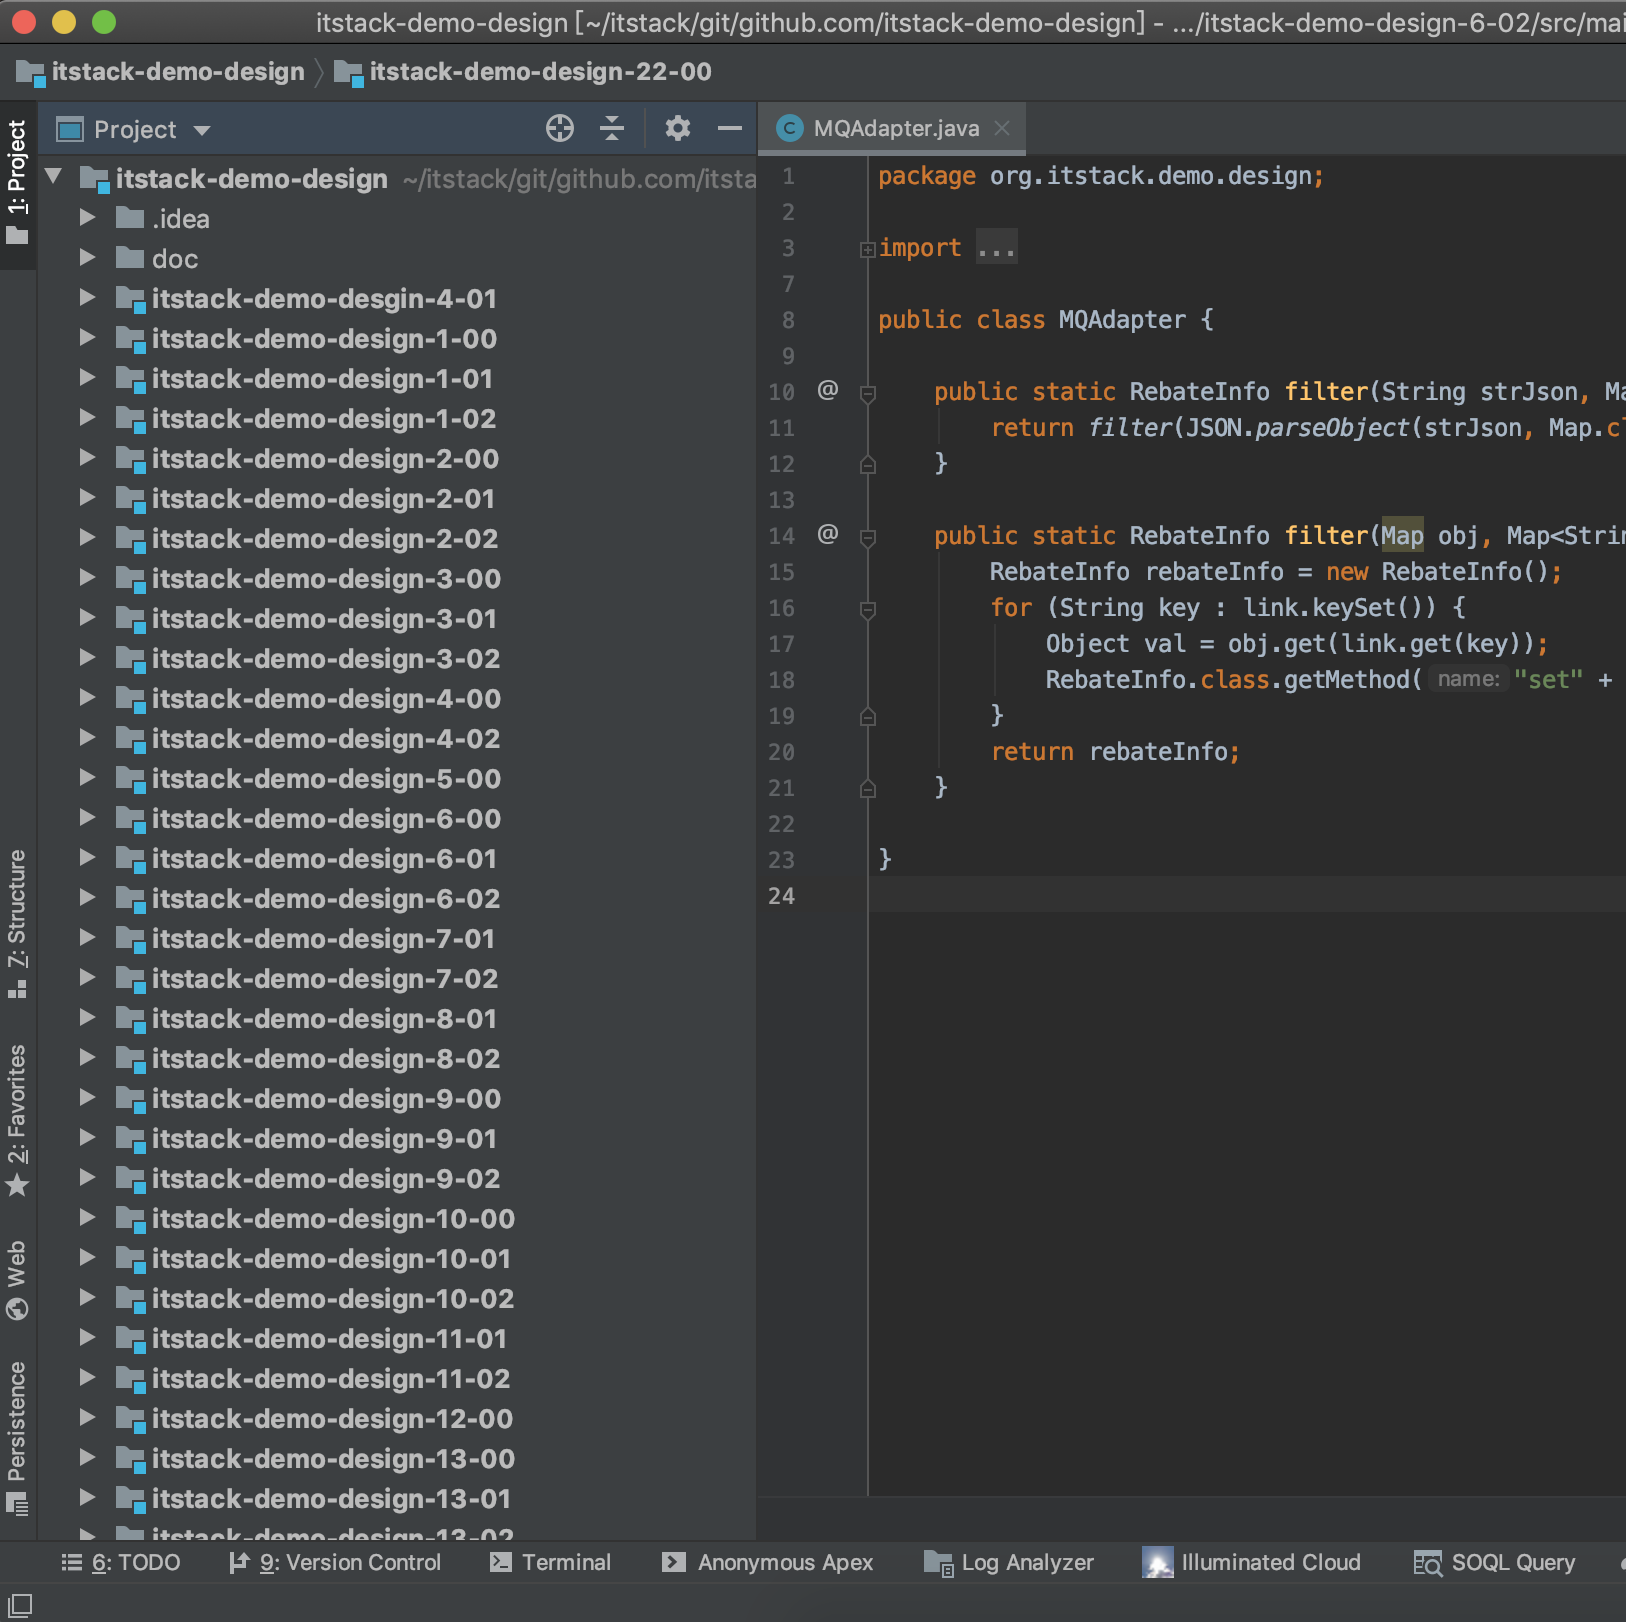 itstack-demo-design [~/itstack/git/github.com/itstack-demo-design] - .../itstack-demo-design-6-02/src/mai
itstack-demo-design
itstack-demo-design-22-00
Project
MQAdapter.java
1: Project
7: Structure
2: Favorites
Web
Persistence
itstack-demo-design ~/itstack/git/github.com/itsta
.idea
doc
itstack-demo-desgin-4-01
itstack-demo-design-1-00
itstack-demo-design-1-01
itstack-demo-design-1-02
itstack-demo-design-2-00
itstack-demo-design-2-01
itstack-demo-design-2-02
itstack-demo-design-3-00
itstack-demo-design-3-01
itstack-demo-design-3-02
itstack-demo-design-4-00
itstack-demo-design-4-02
itstack-demo-design-5-00
itstack-demo-design-6-00
itstack-demo-design-6-01
itstack-demo-design-6-02
itstack-demo-design-7-01
itstack-demo-design-7-02
itstack-demo-design-8-01
itstack-demo-design-8-02
itstack-demo-design-9-00
itstack-demo-design-9-01
itstack-demo-design-9-02
itstack-demo-design-10-00
itstack-demo-design-10-01
itstack-demo-design-10-02
itstack-demo-design-11-01
itstack-demo-design-11-02
itstack-demo-design-12-00
itstack-demo-design-13-00
itstack-demo-design-13-01
itstack-demo-design-13-02
1 package org.itstack.demo.design;
2
3 import ...
7
8 public class MQAdapter {
9
10 @ public static RebateInfo filter(String strJson, Ma
11 return filter(JSON.parseObject(strJson, Map.cl
12 }
13
14 @ public static RebateInfo filter(Map obj, Map<Strin
15 RebateInfo rebateInfo = new RebateInfo();
16 for (String key : link.keySet()) {
17 Object val = obj.get(link.get(key));
18 RebateInfo.class.getMethod( name: "set" +
19 }
20 return rebateInfo;
21 }
22
23 }
24
6: TODO
9: Version Control
Terminal
Anonymous Apex
Log Analyzer
Illuminated Cloud
SOQL Query